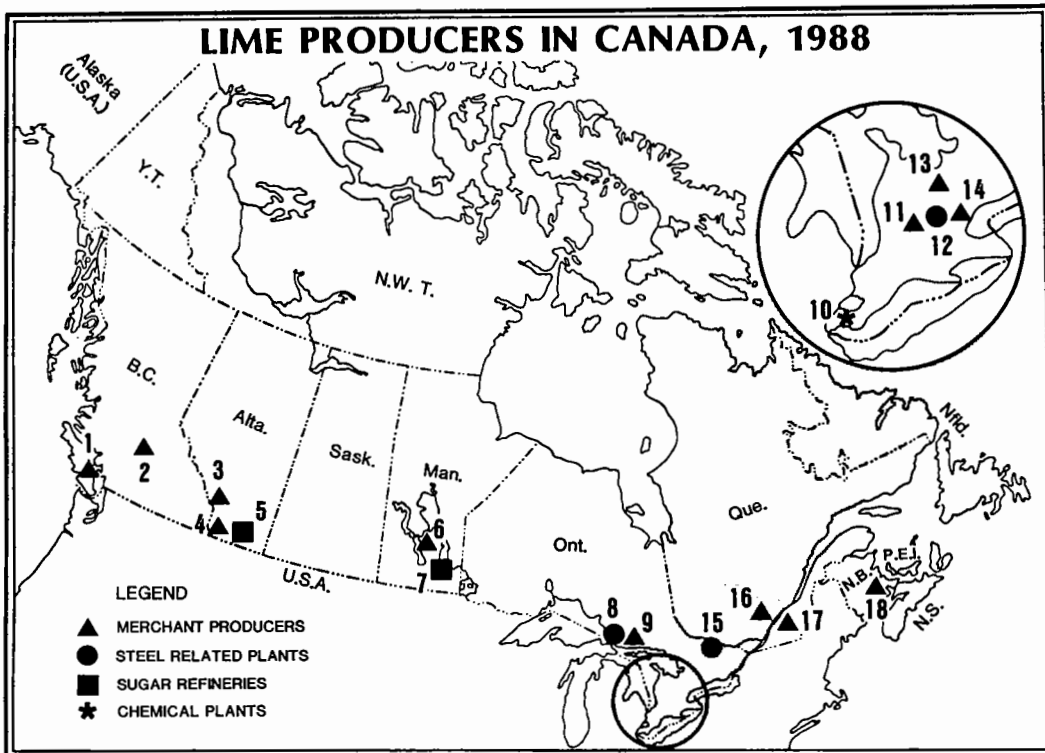 LIME PRODUCERS IN CANADA, 1988
Alaska
(U.S.A.)
Y.T.
N.W.T.
13
14
11
12
10
B.C.
Alta.
Sask.
Man.
Ont.
Que.
Nfld.
P.E.I.
N.B.
N.S.
U.S.A.
1
2
3
4
5
6
7
8
9
15
16
17
18
LEGEND
MERCHANT PRODUCERS
STEEL RELATED PLANTS
SUGAR REFINERIES
CHEMICAL PLANTS